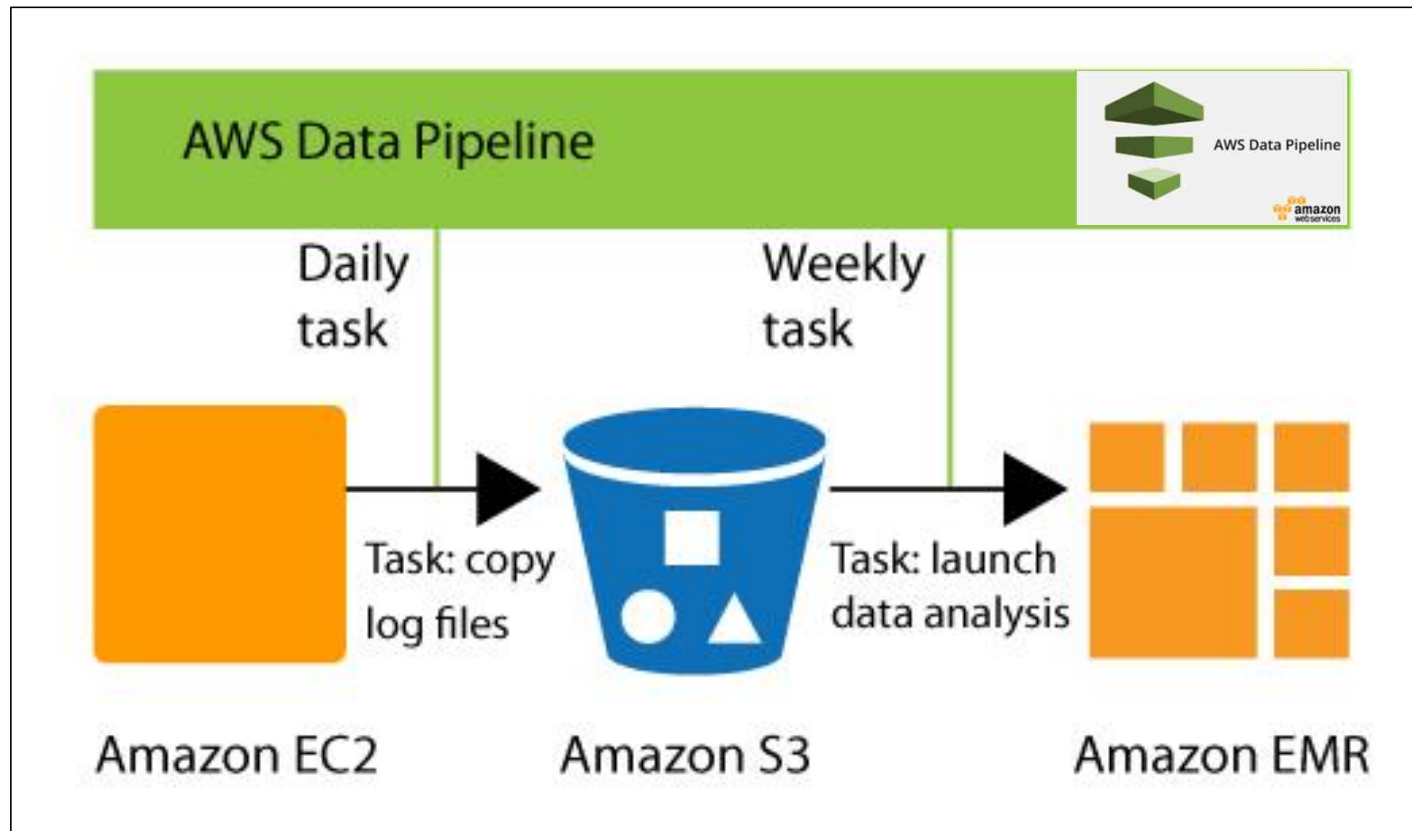 AWS Data Pipeline
AWS Data Pipeline
amazon
webservices
Daily
task
Weekly
task
Task: copy
log files
Task: launch
data analysis
Amazon EC2
Amazon S3
Amazon EMR